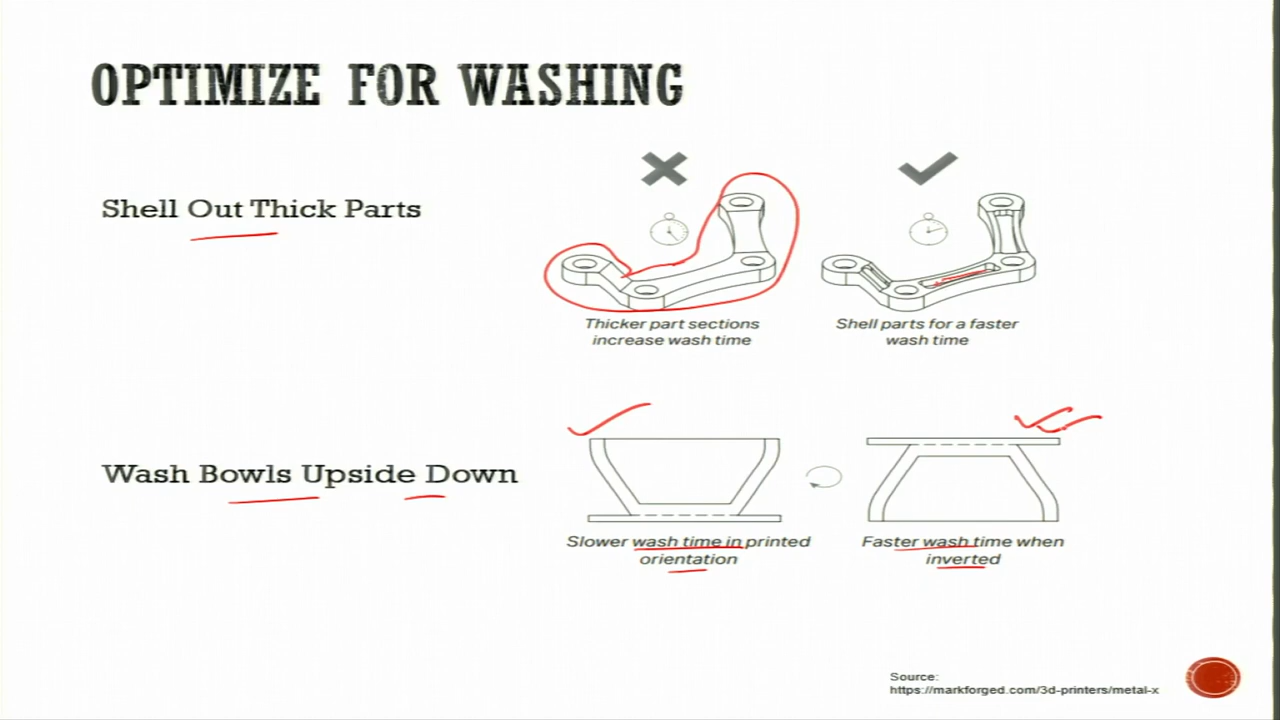 OPTIMIZE FOR WASHING
Shell Out Thick Parts
Thicker part sections
increase wash time
Shell parts for a faster
wash time
Wash Bowls Upside Down
Slower wash time in printed
orientation
Faster wash time when
inverted
Source:
https://markforged.com/3d-printers/metal-x